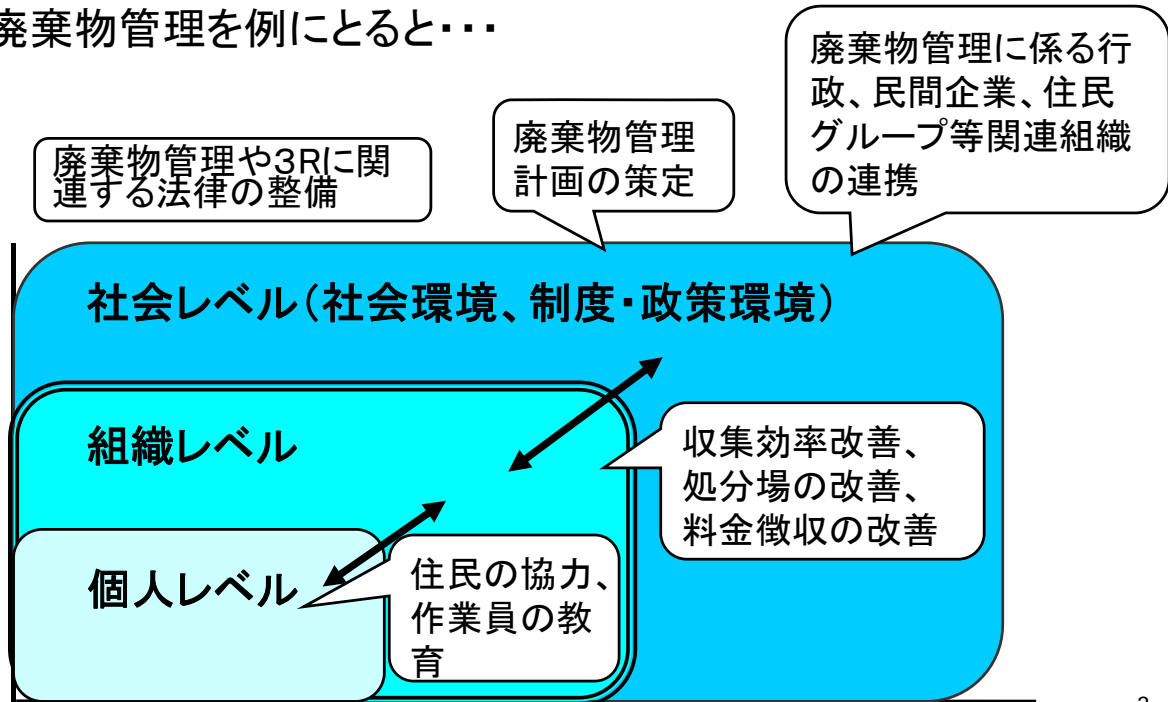 廃棄物管理を例にとると・・・
廃棄物管理に係る行
政、民間企業、住民
グループ等関連組織
の連携
廃棄物管理
計画の策定
廃棄物管理や3Rに関
連する法律の整備
社会レベル(社会環境、制度・政策環境)
組織レベル
収集効率改善、
処分場の改善、
料金徴収の改善
個人レベル
住民の協力、
作業員の教
育